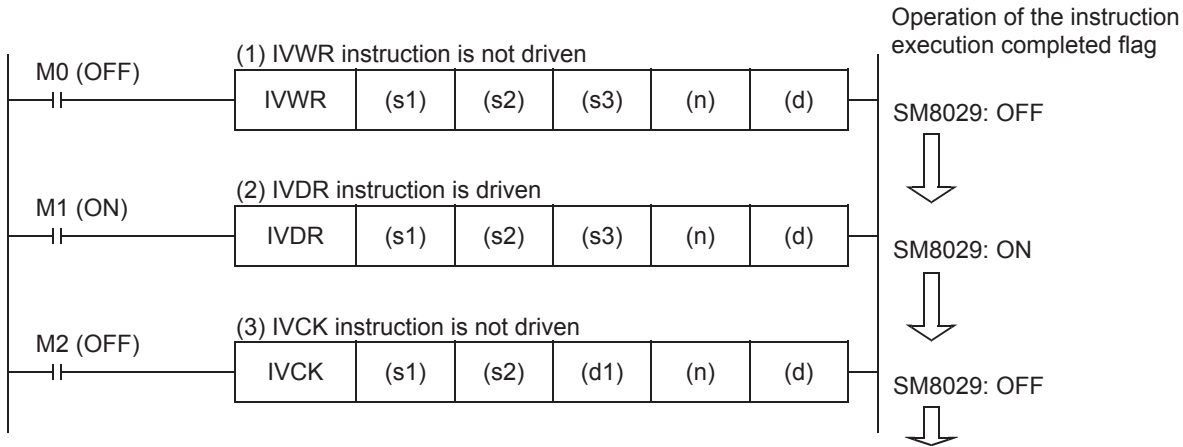 Operation of the instruction
execution completed flag
(1) IVWR instruction is not driven
M0 (OFF)
IVWR (s1) (s2) (s3) (n) (d)
SM8029: OFF
(2) IVDR instruction is driven
M1 (ON)
IVDR (s1) (s2) (s3) (n) (d)
SM8029: ON
(3) IVCK instruction is not driven
M2 (OFF)
IVCK (s1) (s2) (d1) (n) (d)
SM8029: OFF